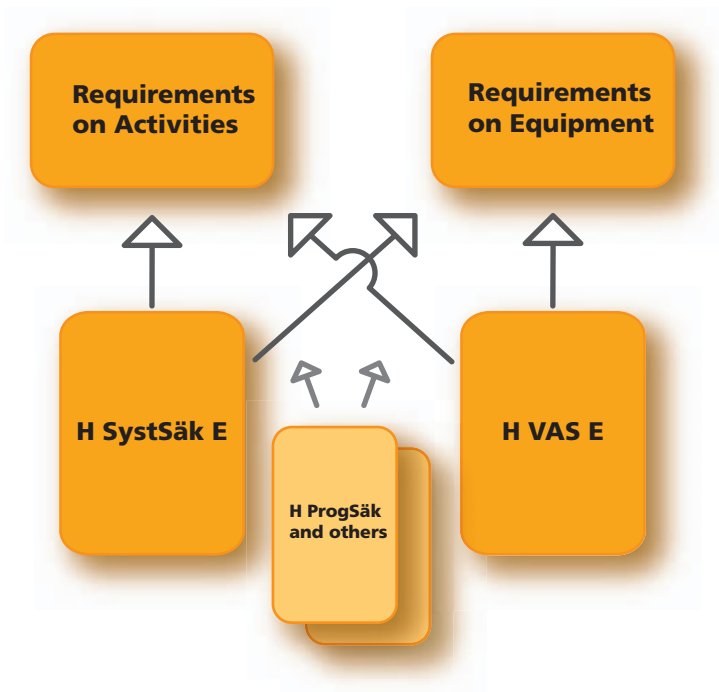 Requirements
on Activities
Requirements
on Equipment
H SystSäk E
H VAS E
H ProgSäk
and others